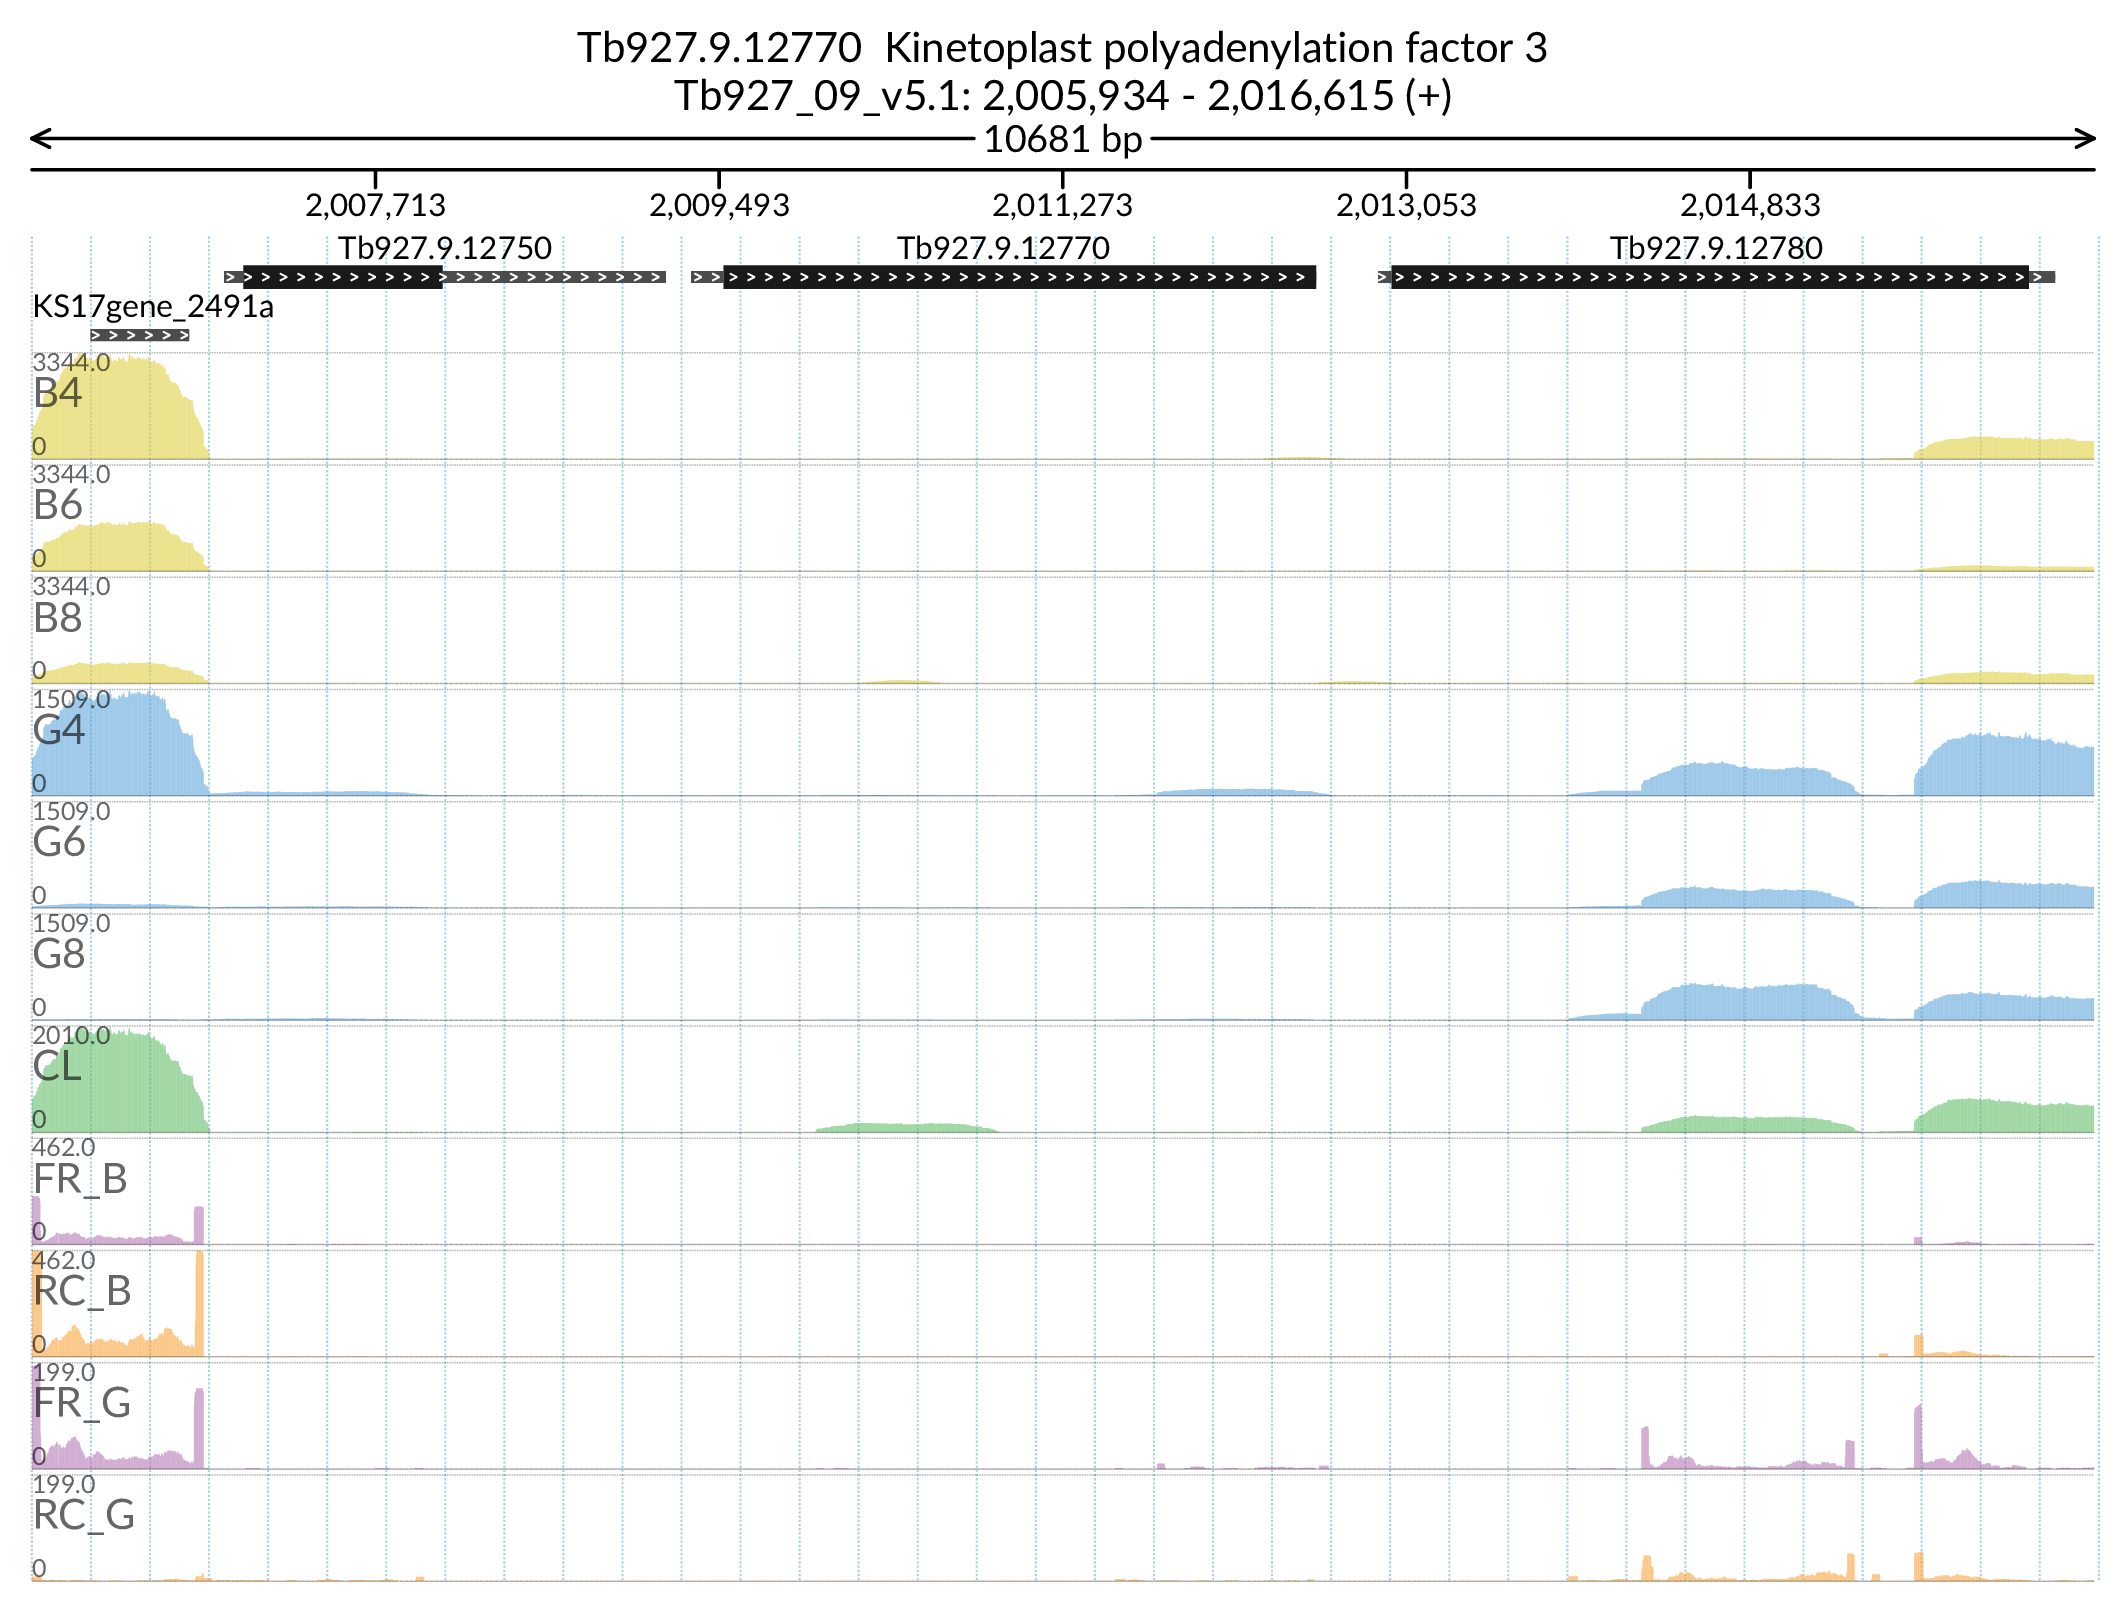 Tb927.9.12770  Kinetoplast polyadenylation factor 3
Tb927_09_v5.1: 2,005,934 - 2,016,615 (+)
10681 bp
2,007,713 2,009,493 2,011,273 2,013,053 2,014,833
Tb927.9.12750 Tb927.9.12770 Tb927.9.12780
KS17gene_2491a
3344.0
B4
0
3344.0
B6
0
3344.0
B8
0
1509.0
G4
0
1509.0
G6
0
1509.0
G8
0
2010.0
CL
0
462.0
FR_B
0
462.0
RC_B
0
199.0
FR_G
0
199.0
RC_G
0